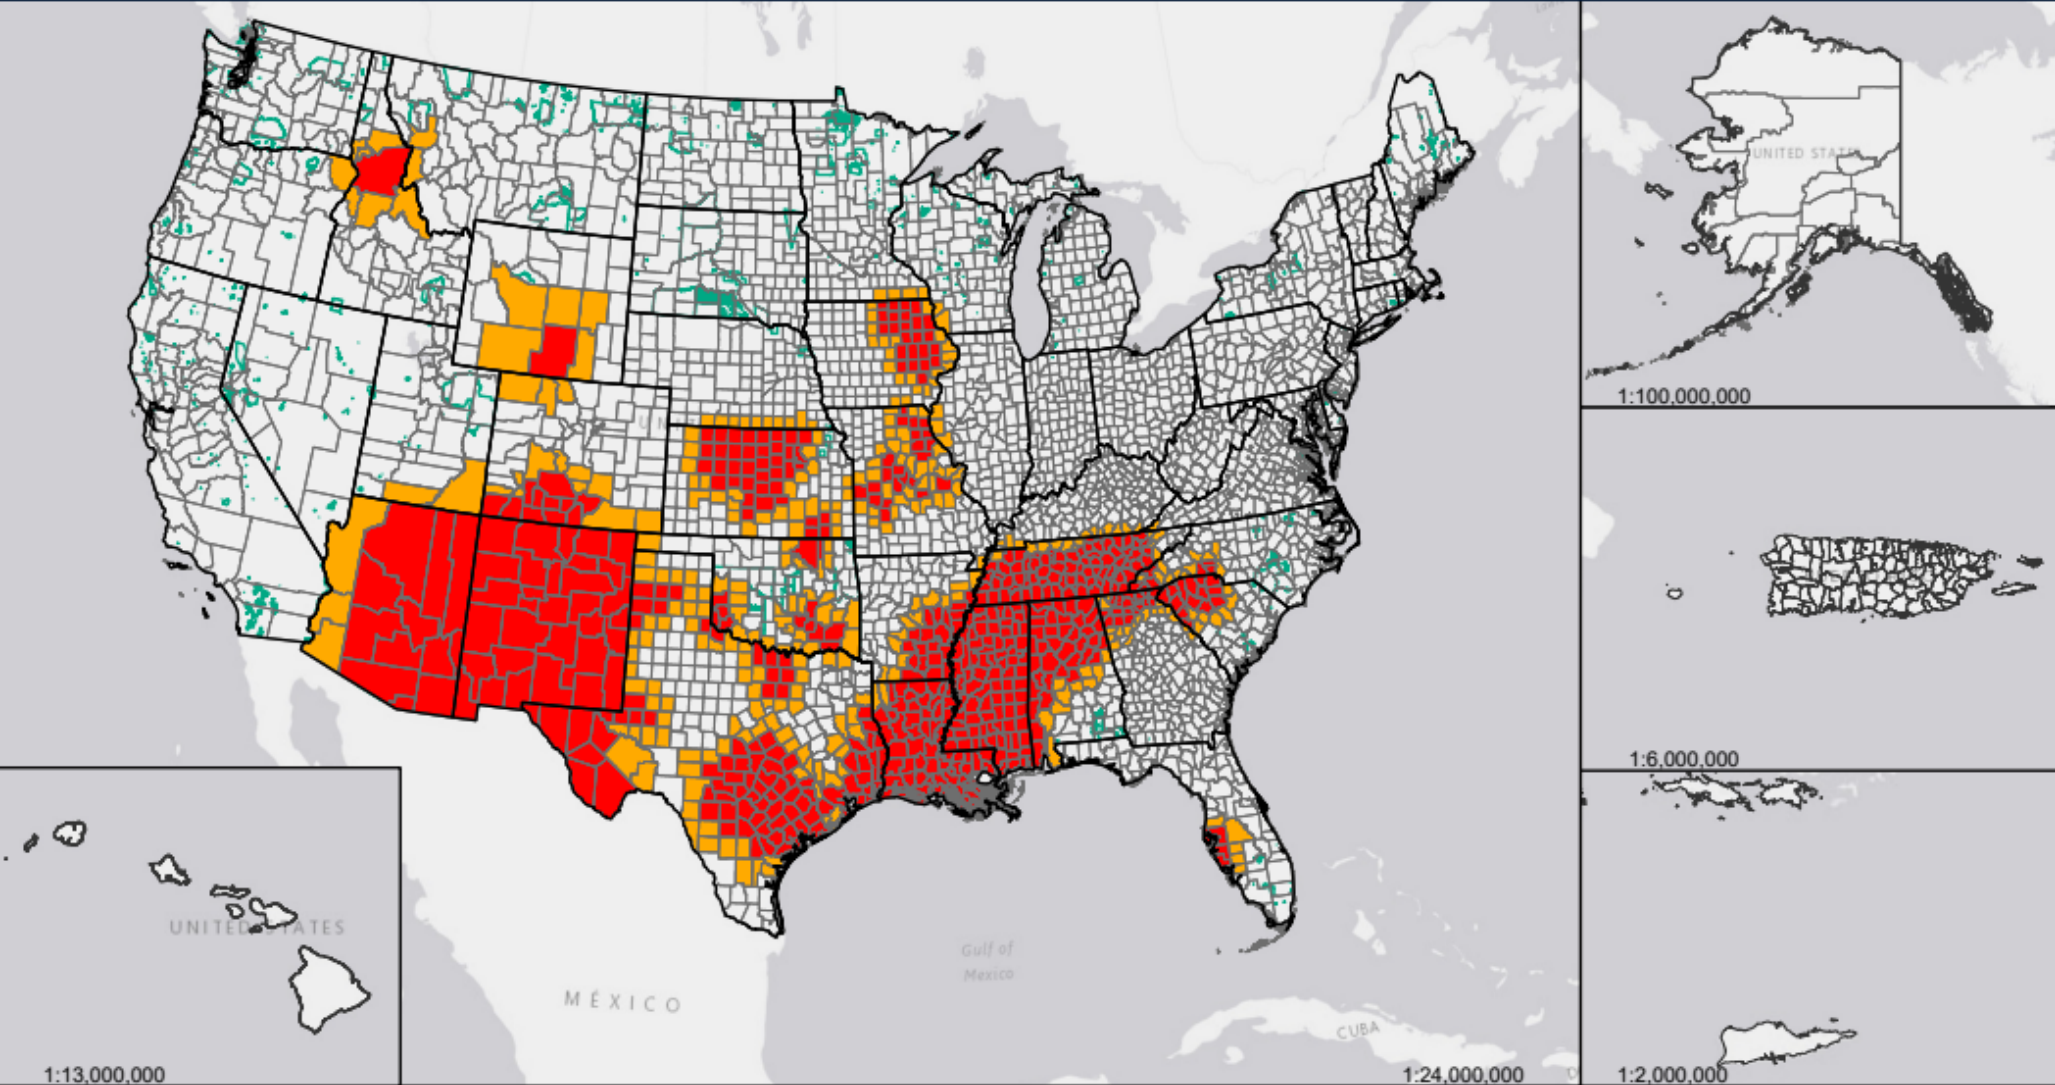 UNITED STATES
1:100,000,000
1:6,000,000
UNITED STATES
Gulf of
Mexico
MÉXICO
CUBA
1:13,000,000
1:24,000,000
1:2,000,000